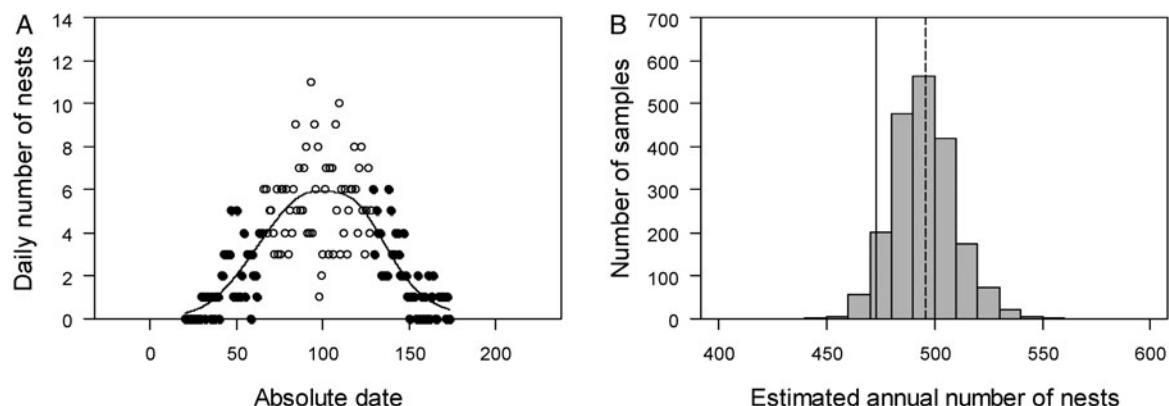 A
Daily number of nests
14
12
10
8
6
4
2
0
0 50 100 150 200
Absolute date
B
Number of samples
700
600
500
400
300
200
100
0
400 450 500 550 600
Estimated annual number of nests